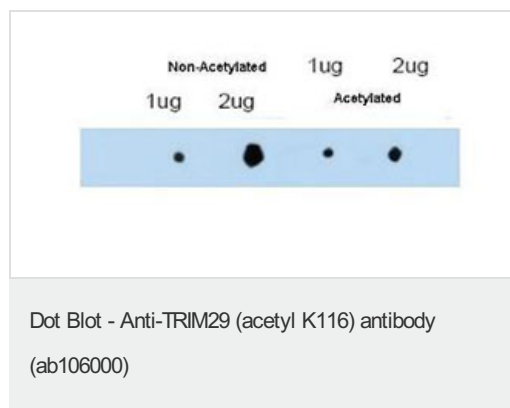 Non-Acetylated 1ug 2ug
1ug 2ug Acetylated
Dot Blot - Anti-TRIM29 (acetyl K116) antibody
(ab106000)